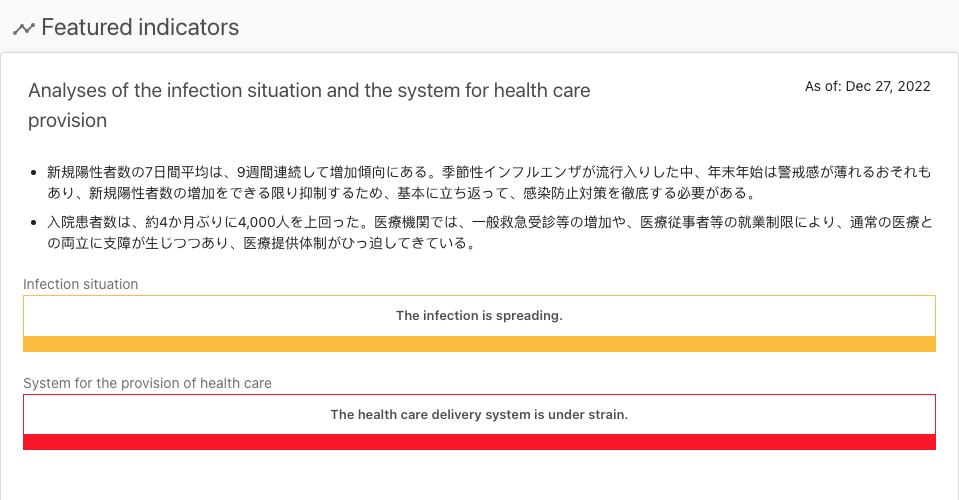 Featured indicators
Analyses of the infection situation and the system for health care
provision
As of: Dec 27, 2022
新規陽性者数の7日間平均は、9週間連続して増加傾向にある。季節性インフルエンザが流行入りした中、年末年始は警戒感が薄れるおそれも
あり、新規陽性者数の増加をできる限り抑制するため、基本に立ち返って、感染防止対策を徹底する必要がある。
入院患者数は、約4か月ぶりに4,000人を上回った。医療機関では、一般救急受診等の増加や、医療従事者等の就業制限により、通常の医療と
の両立に支障が生じつつあり、医療提供体制がひっ迫してきている。
Infection situation
The infection is spreading.
System for the provision of health care
The health care delivery system is under strain.